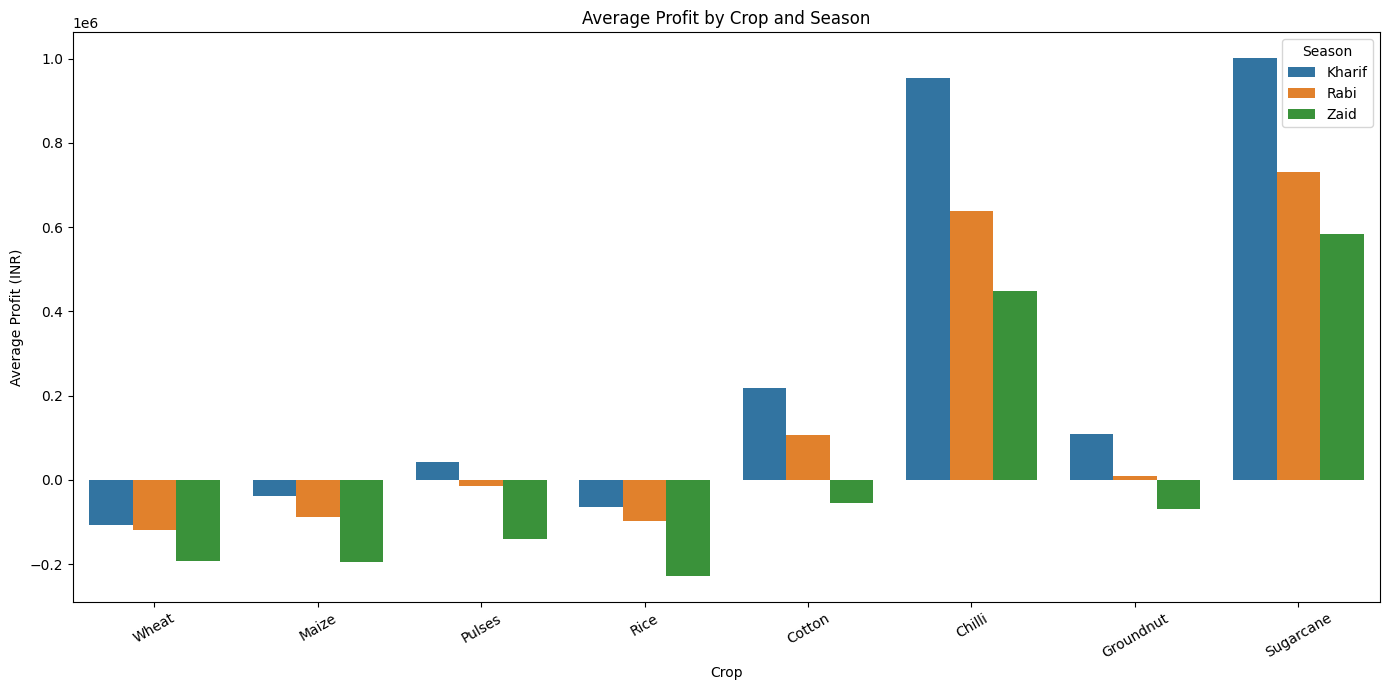 Average Profit by Crop and Season
1e6
Season
Kharif
Rabi
Zaid
Average Profit (INR)
1.0
0.8
0.6
0.4
0.2
0.0
−0.2
Wheat
Maize
Pulses
Rice
Cotton
Chilli
Groundnut
Sugarcane
Crop